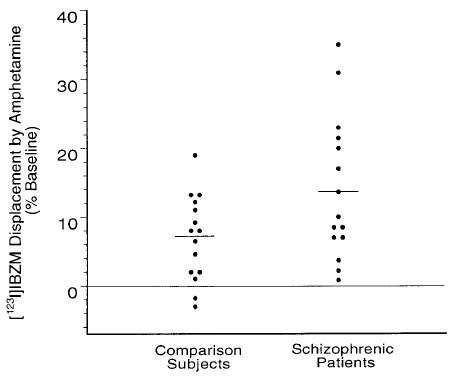 [¹²³I]IBZM Displacement by Amphetamine
(% Baseline)
40
30
20
10
0
Comparison
Subjects
Schizophrenic
Patients